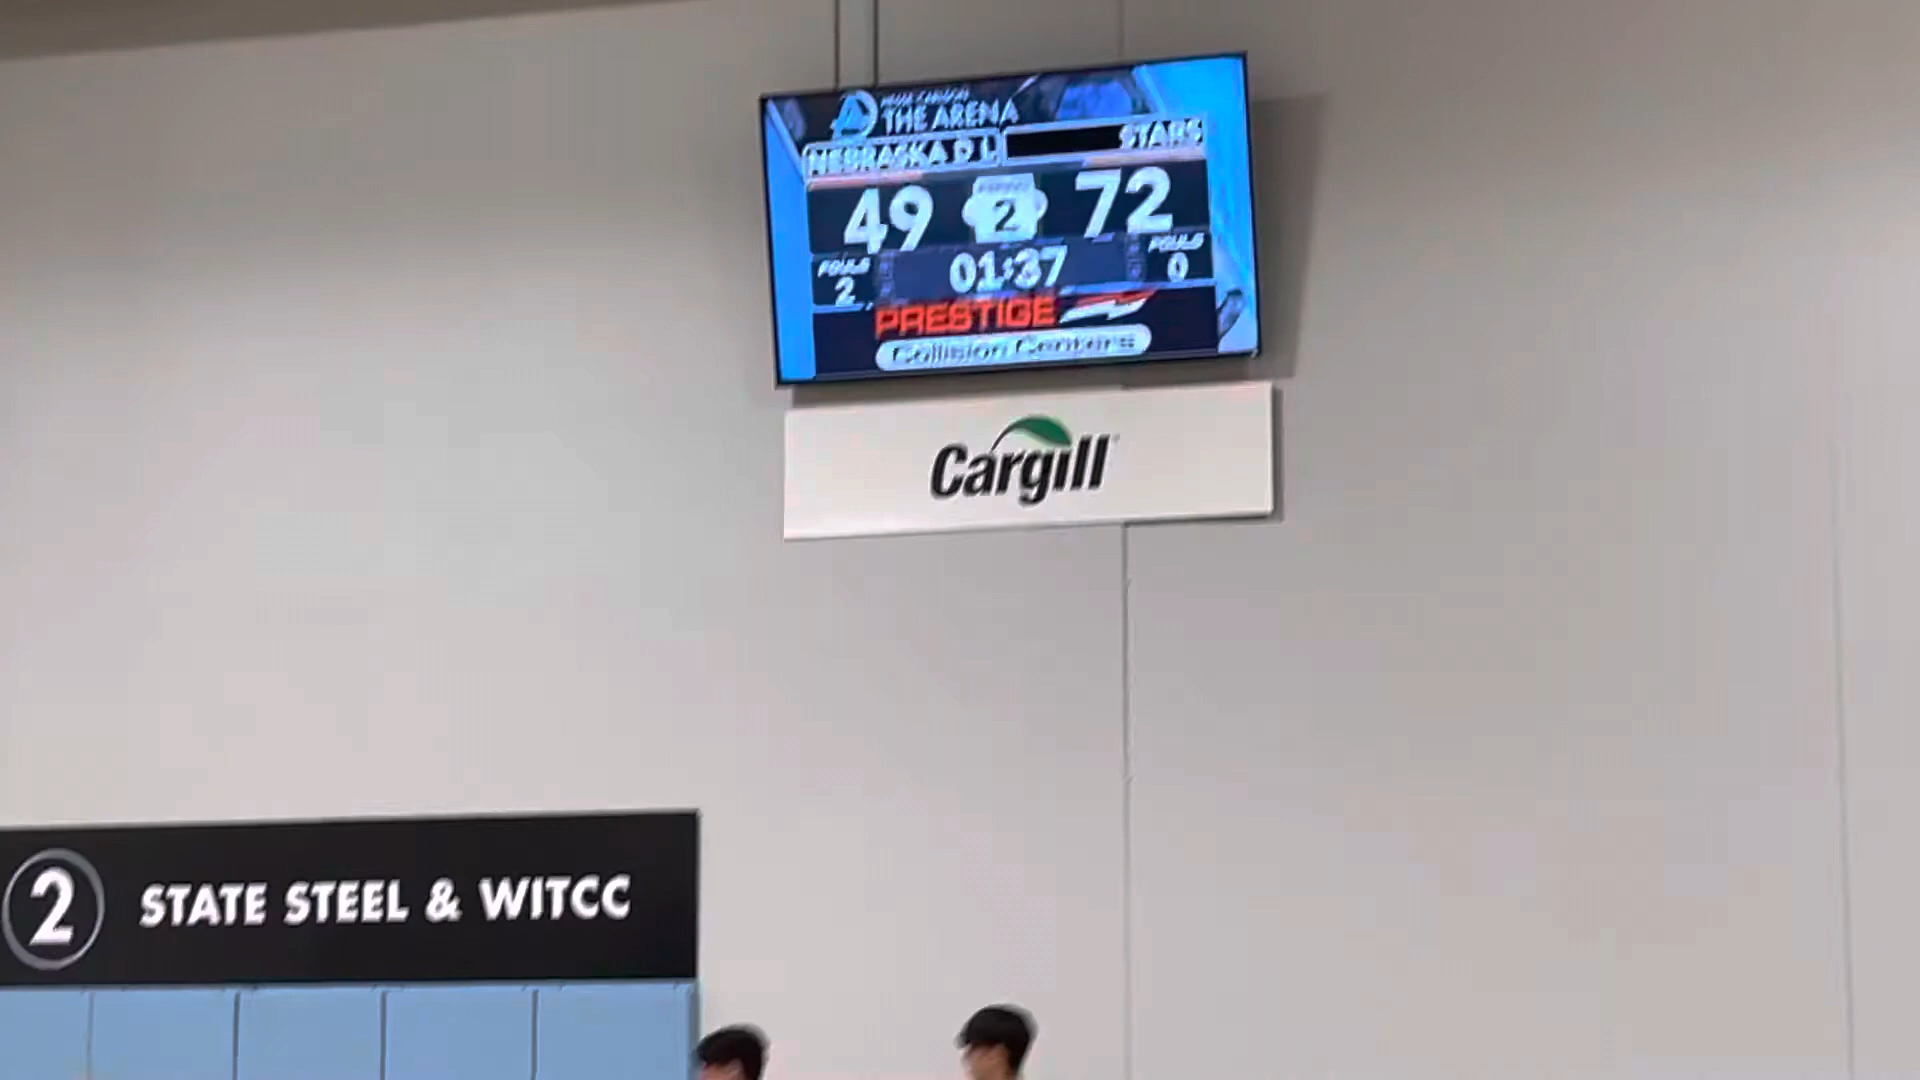 THE ARENA
NEBRASKA D L
STARS
49
2
72
FOULS
2
01:37
FOULS
0
PRESTIGE
Collision Centers
Cargill
2 STATE STEEL & WITCC